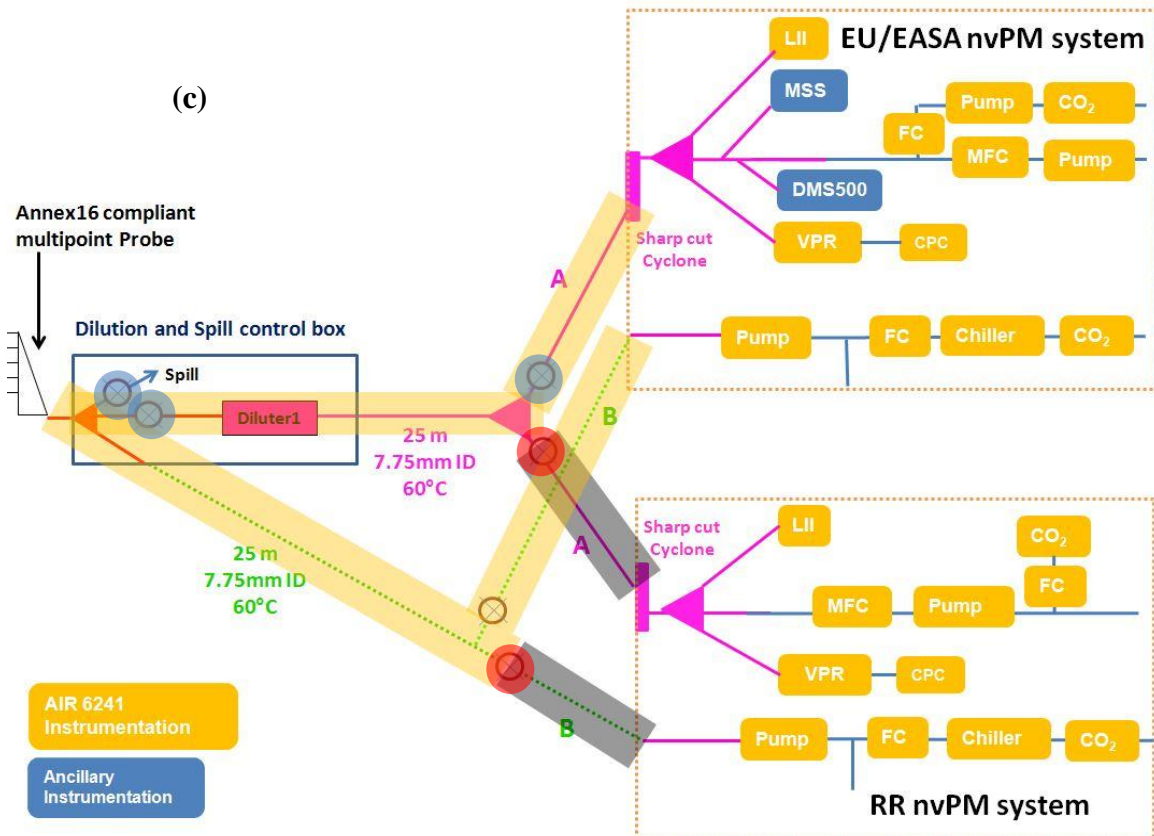 (c)
Annex16 compliant
multipoint Probe
Dilution and Spill control box
Spill
Diluter1
25 m
7.75mm ID
60°C
25 m
7.75mm ID
60°C
A
B
A
B
EU/EASA nvPM system
LII
MSS
Pump
CO₂
FC
MFC
Pump
DMS500
VPR
CPC
Sharp cut
Cyclone
Pump
FC
Chiller
CO₂
Sharp cut
Cyclone
LII
CO₂
FC
MFC
Pump
VPR
CPC
Pump
FC
Chiller
CO₂
RR nvPM system
AIR 6241
Instrumentation
Ancillary
Instrumentation